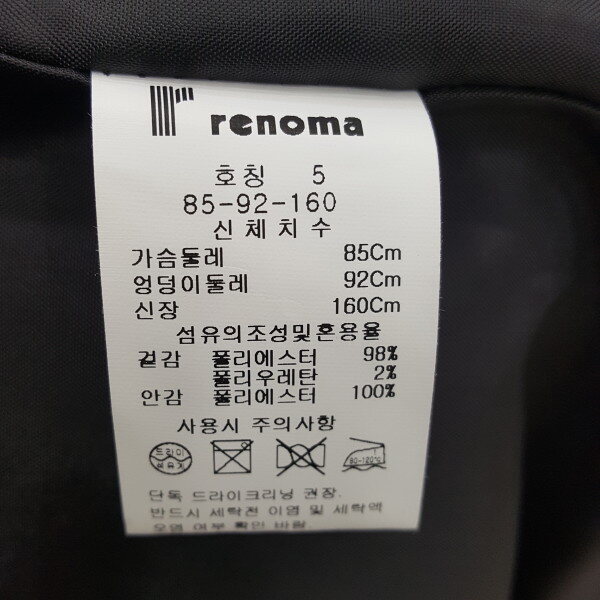 renoma
호칭 5
85-92-160
신체치수
가슴둘레 85Cm
엉덩이둘레 92Cm
신장 160Cm
섬유의조성및혼용율
겉감 폴리에스터 98%
폴리우레탄 2%
안감 폴리에스터 100%
사용시 주의사항
드라이
80-120℃
단독 드라이크리닝 권장.
반드시 세탁전 이염 및 세탁액
오염 여부 확인 바람.